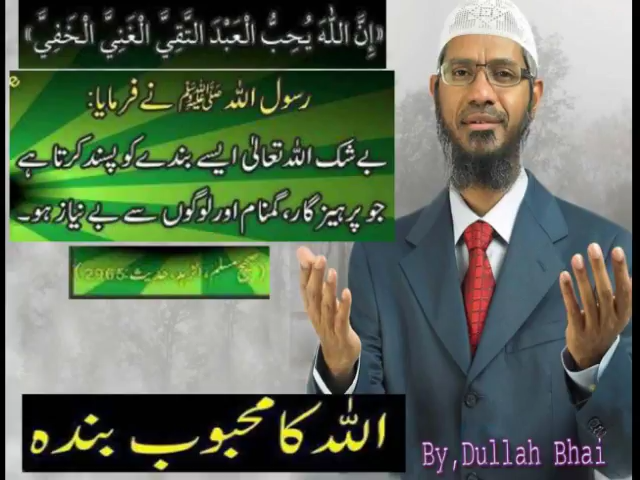 «إِنَّ اللّٰهَ يُحِبُّ الْعَبْدَ التَّقِيَّ الْغَنِيَّ الْخَفِيَّ»
رسول اللہ ﷺ نے فرمایا:
بے شک اللہ تعالیٰ ایسے بندے کو پسند کرتا ہے
جو پرہیز گار، گمنام اور لوگوں سے بے نیاز ہو۔
(صحیح مسلم، الزہد، حدیث:2965)
اللہ کا محبوب بندہ
By,Dullah Bhai